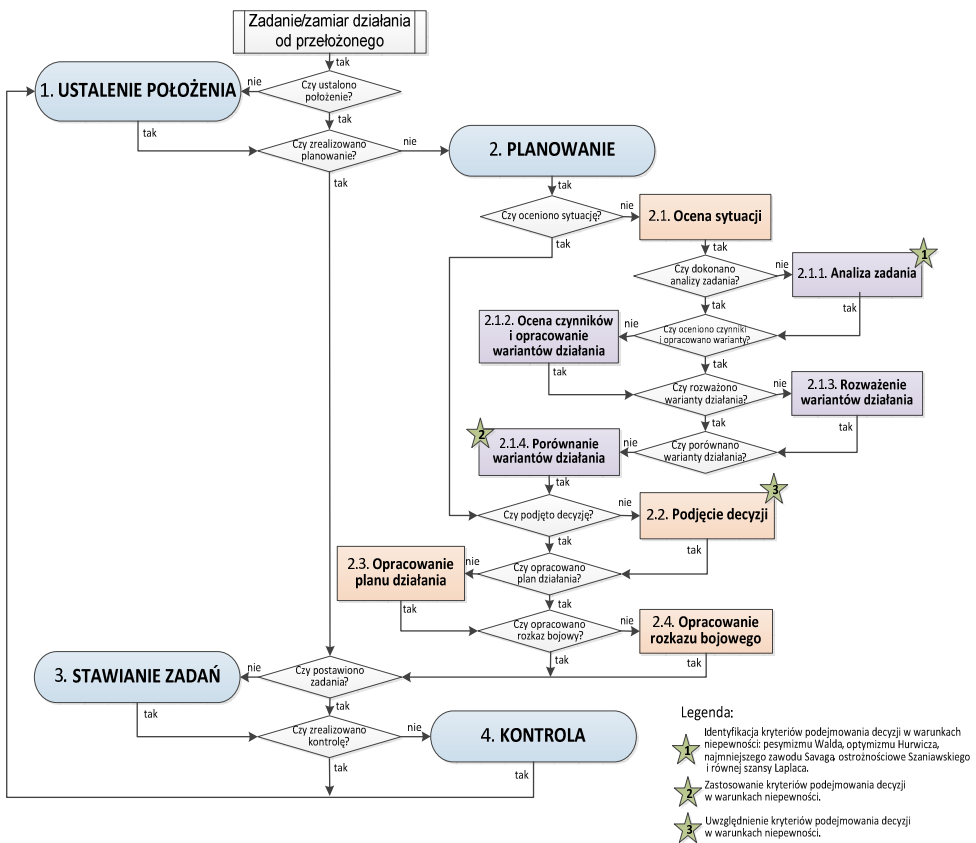 Zadanie/zamiar działania
od przełożonego
tak
1. USTALENIE POŁOŻENIA
nie
Czy ustalono
położenie?
tak
tak
Czy zrealizowano
planowanie?
nie
2. PLANOWANIE
tak
tak
Czy oceniono sytuację?
nie
2.1. Ocena sytuacji
tak
tak
Czy dokonano
analizy zadania?
nie
2.1.1. Analiza zadania
1
tak
tak
2.1.2. Ocena czynników
i opracowanie
wariantów działania
nie
Czy oceniono czynniki
i opracowano warianty?
tak
tak
Czy rozważono
warianty działania?
nie
2.1.3. Rozważenie
wariantów działania
tak
tak
2
2.1.4. Porównanie
wariantów działania
nie
Czy porównano
warianty działania?
tak
Czy podjęto decyzję?
nie
2.2. Podjęcie decyzji
3
tak
tak
2.3. Opracowanie
planu działania
nie
Czy opracowano
plan działania?
tak
tak
Czy opracowano
rozkaz bojowy?
nie
2.4. Opracowanie
rozkazu bojowego
tak
tak
3. STAWIANIE ZADAŃ
nie
Czy postawiono
zadania?
tak
tak
Czy zrealizowano
kontrolę?
nie
4. KONTROLA
tak
tak
Legenda:
1
Identyfikacja kryteriów podejmowania decyzji w warunkach
niepewności: pesymizmu Walda, optymizmu Hurwicza,
najmniejszego zawodu Savaga, ostrożnościowe Szaniawskiego
i równej szansy Laplaca.
2
Zastosowanie kryteriów podejmowania decyzji
w warunkach niepewności.
3
Uwzględnienie kryteriów podejmowania decyzji
w warunkach niepewności.